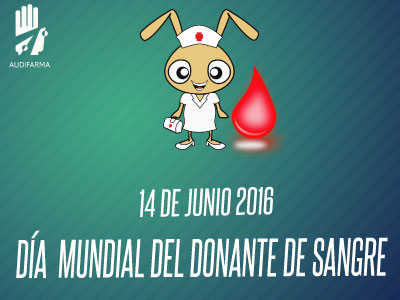 AUDIFARMA
14 DE JUNIO 2016
DÍA MUNDIAL DEL DONANTE DE SANGRE